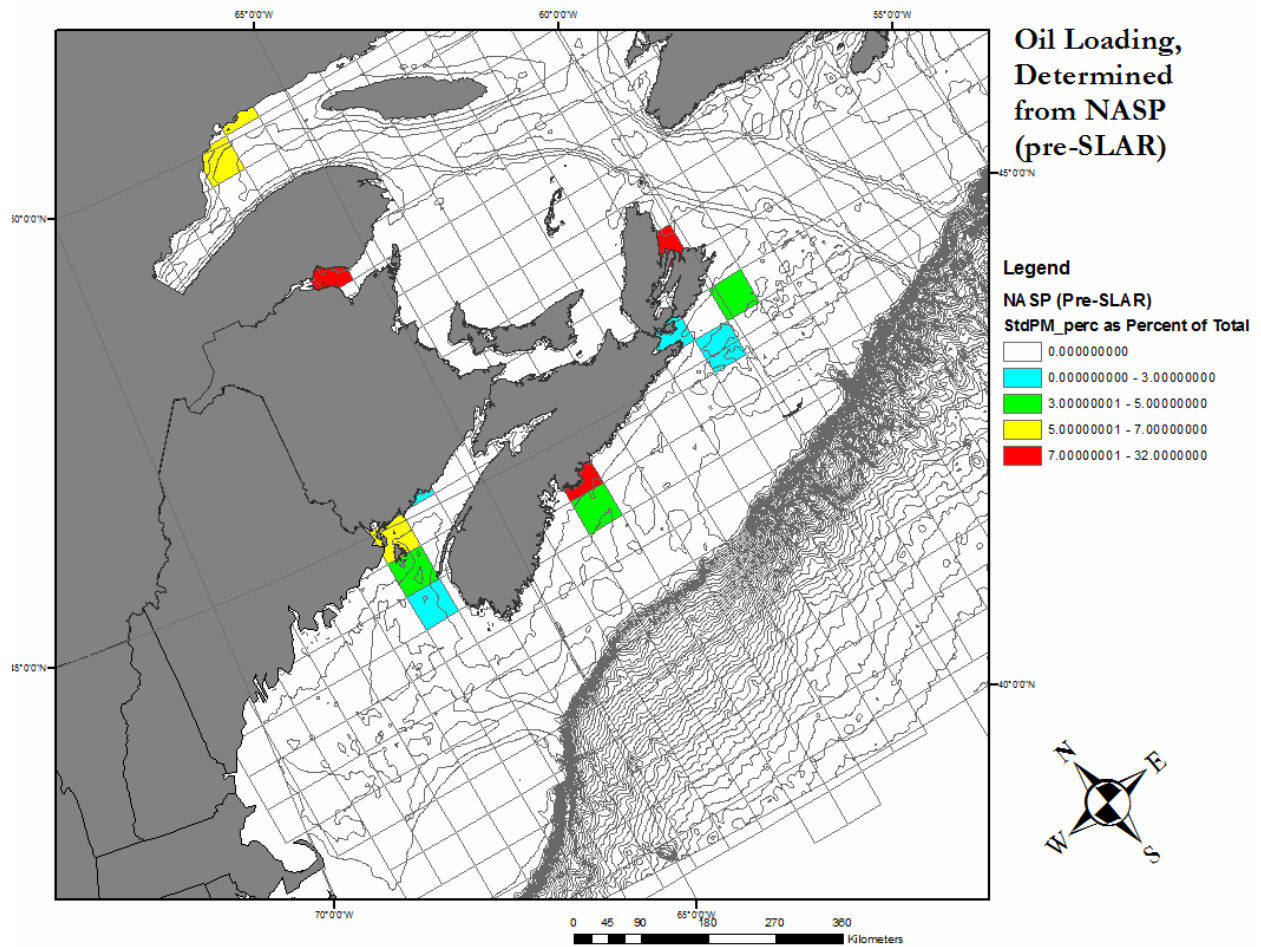 65°0'0"W
60°0'0"W
55°0'0"W
Oil Loading,
Determined
from NASP
(pre-SLAR)
45°0'0"N
50°0'0"N
Legend
NASP (Pre-SLAR)
StdPM_perc as Percent of Total
0.000000000
0.000000000 - 3.00000000
3.00000001 - 5.00000000
5.00000001 - 7.00000000
7.00000001 - 32.0000000
45°0'0"N
40°0'0"N
N
E
W
S
70°0'0"W
65°0'0"W
0 45 90 180 270 360
Kilometers